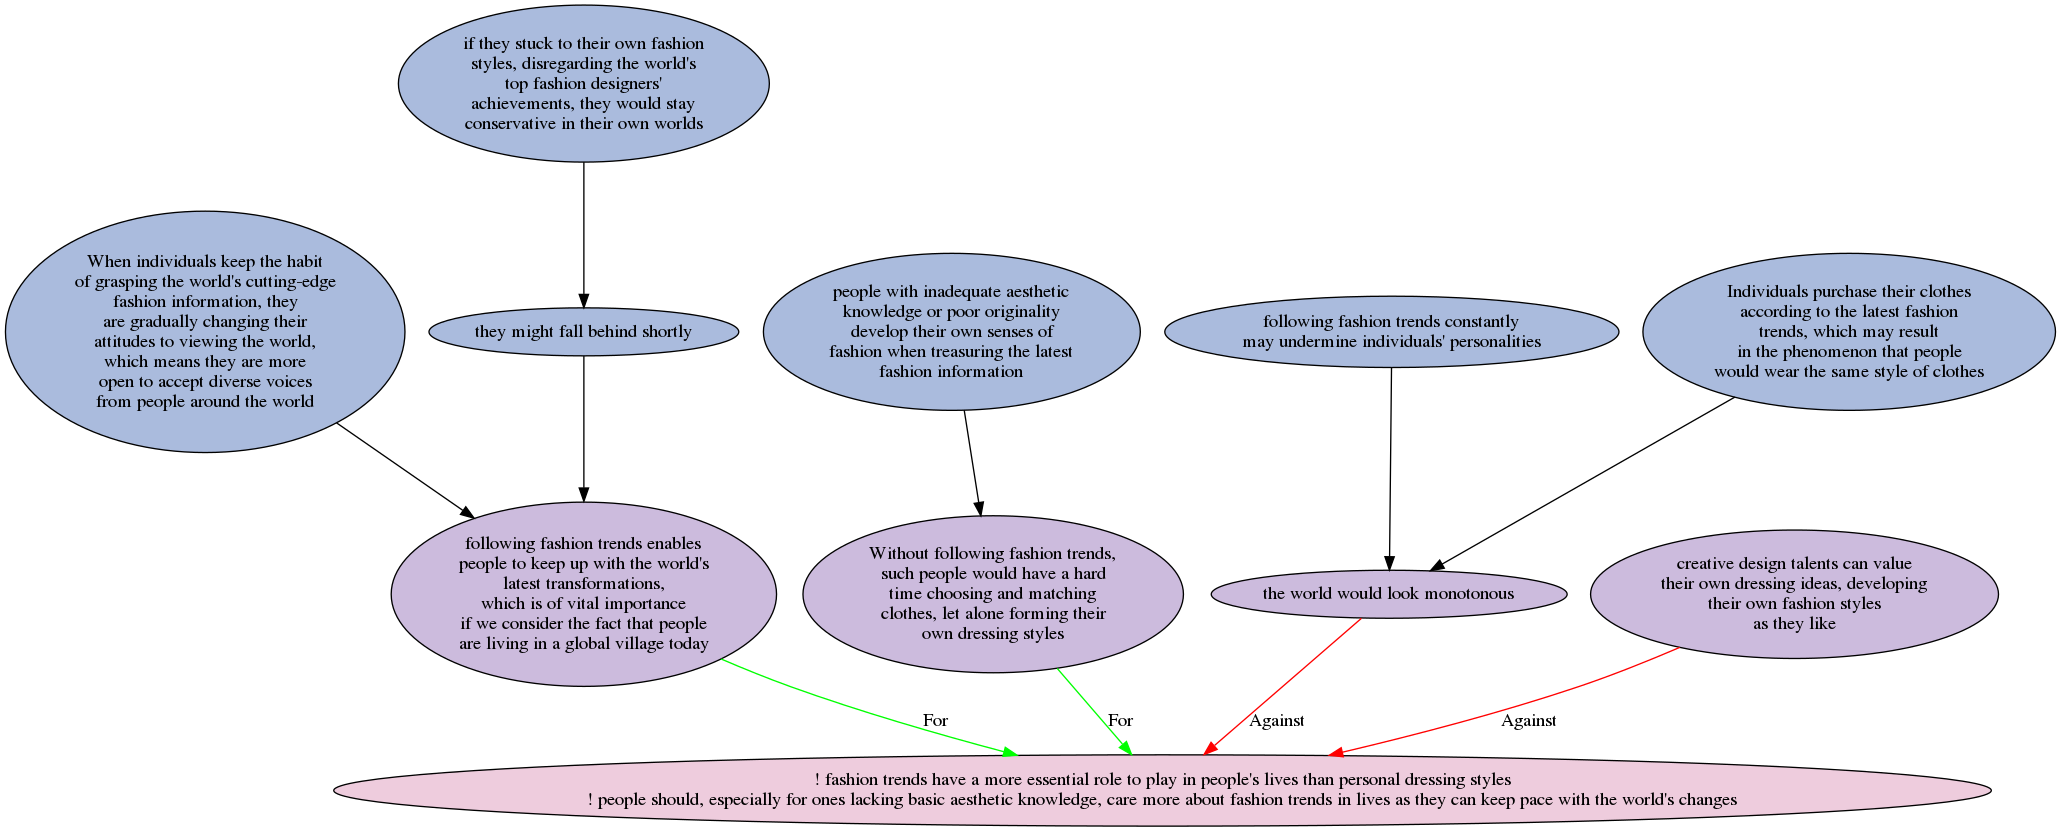 if they stuck to their own fashion
styles, disregarding the world's
top fashion designers'
achievements, they would stay
conservative in their own worlds
When individuals keep the habit
of grasping the world's cutting-edge
fashion information, they
are gradually changing their
attitudes to viewing the world,
which means they are more
open to accept diverse voices
from people around the world
they might fall behind shortly
people with inadequate aesthetic
knowledge or poor originality
develop their own senses of
fashion when treasuring the latest
fashion information
following fashion trends constantly
may undermine individuals' personalities
Individuals purchase their clothes
according to the latest fashion
trends, which may result
in the phenomenon that people
would wear the same style of clothes
following fashion trends enables
people to keep up with the world's
latest transformations,
which is of vital importance
if we consider the fact that people
are living in a global village today
Without following fashion trends,
such people would have a hard
time choosing and matching
clothes, let alone forming their
own dressing styles
the world would look monotonous
creative design talents can value
their own dressing ideas, developing
their own fashion styles
as they like
For
For
Against
Against
! fashion trends have a more essential role to play in people's lives than personal dressing styles
! people should, especially for ones lacking basic aesthetic knowledge, care more about fashion trends in lives as they can keep pace with the world's changes